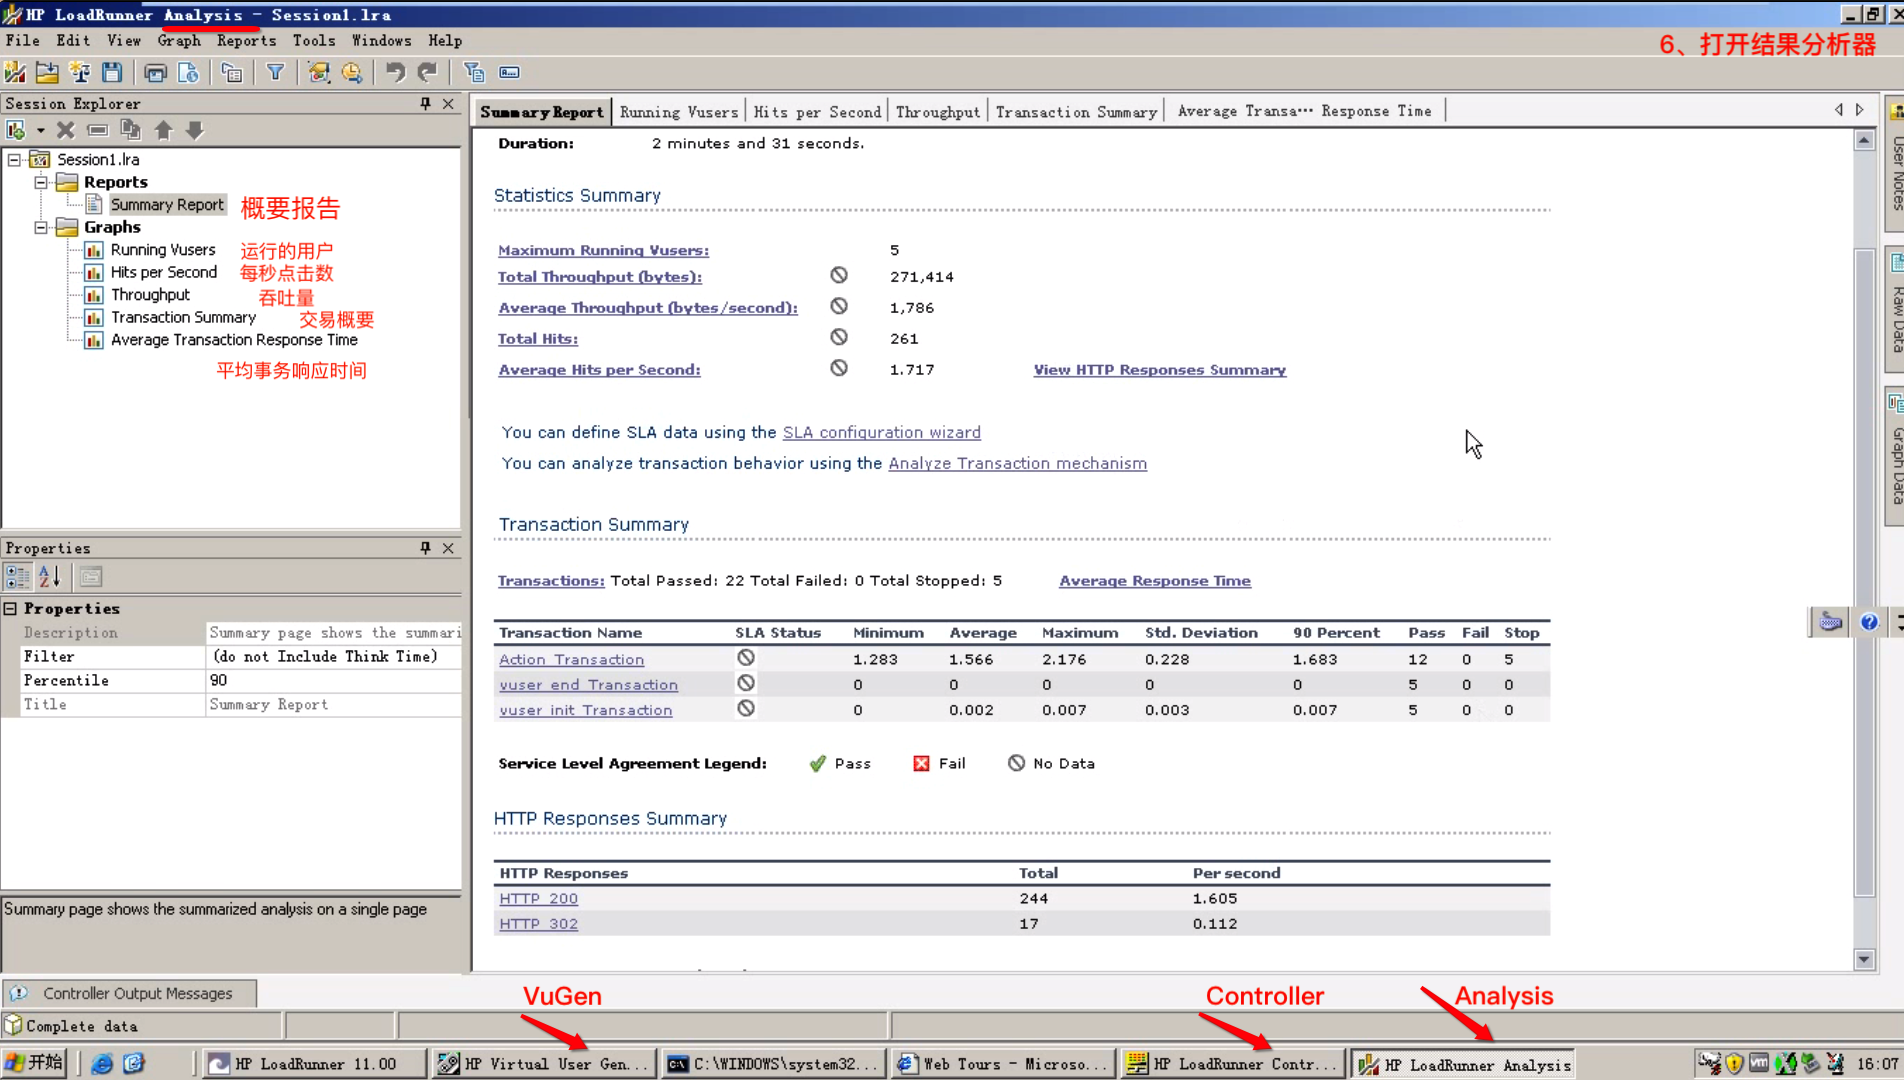 HP LoadRunner Analysis - Session1.lra
File Edit View Graph Reports Tools Windows Help
6、打开结果分析器
Session Explorer
Session1.lra
Reports
Summary Report 概要报告
Graphs
Running Vusers 运行的用户
Hits per Second 每秒点击数
Throughput 吞吐量
Transaction Summary 交易概要
Average Transaction Response Time
平均事务响应时间
Properties
Properties
Description Summary page shows the summari
Filter (do not Include Think Time)
Percentile 90
Title Summary Report
Summary page shows the summarized analysis on a single page
Summary Report Running Vusers Hits per Second Throughput Transaction Summary Average Transa... Response Time
Duration: 2 minutes and 31 seconds.
Statistics Summary
Maximum Running Vusers: 5
Total Throughput (bytes): 271,414
Average Throughput (bytes/second): 1,786
Total Hits: 261
Average Hits per Second: 1.717 View HTTP Responses Summary
You can define SLA data using the SLA configuration wizard
You can analyze transaction behavior using the Analyze Transaction mechanism
Transaction Summary
Transactions: Total Passed: 22 Total Failed: 0 Total Stopped: 5 Average Response Time
Transaction Name SLA Status Minimum Average Maximum Std. Deviation 90 Percent Pass Fail Stop
Action_Transaction 1.283 1.566 2.176 0.228 1.683 12 0 5
vuser_end_Transaction 0 0 0 0 0 5 0 0
vuser_init_Transaction 0 0.002 0.007 0.003 0.007 5 0 0
Service Level Agreement Legend: Pass Fail No Data
HTTP Responses Summary
HTTP Responses Total Per second
HTTP_200 244 1.605
HTTP_302 17 0.112
User Notes
Raw Data
Graph Data
Controller Output Messages
VuGen Controller Analysis
Complete data
开始 HP LoadRunner 11.00 HP Virtual User Gen... C:\WINDOWS\system32... Web Tours - Microso... HP LoadRunner Contr... HP LoadRunner Analysis 16:07